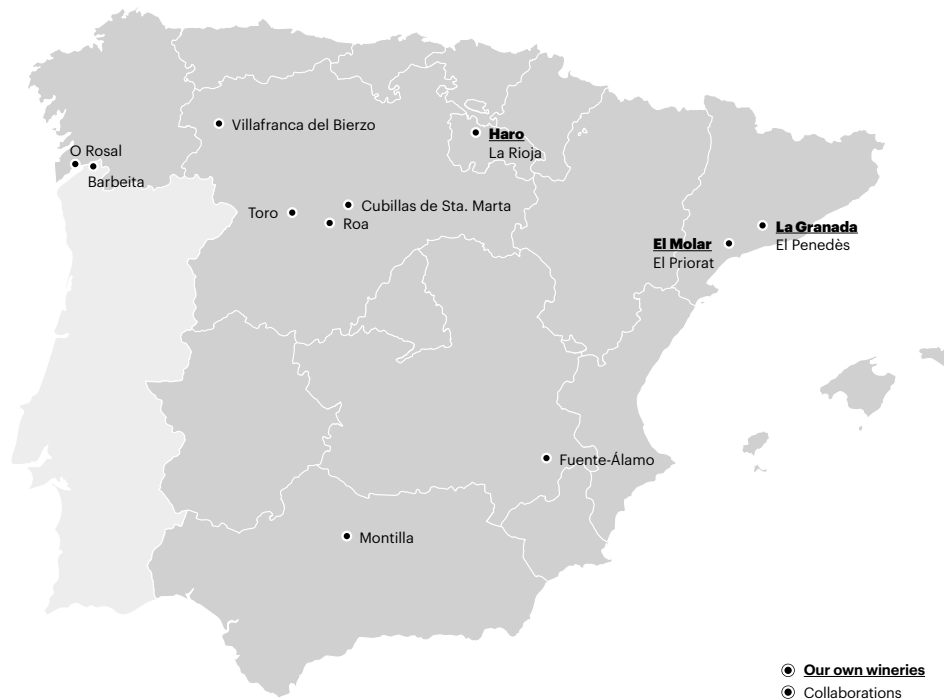 Villafranca del Bierzo
Haro
La Rioja
O Rosal
Barbeita
Toro
Cubillas de Sta. Marta
Roa
El Molar
El Priorat
La Granada
El Penedès
Fuente-Álamo
Montilla
Our own wineries
Collaborations